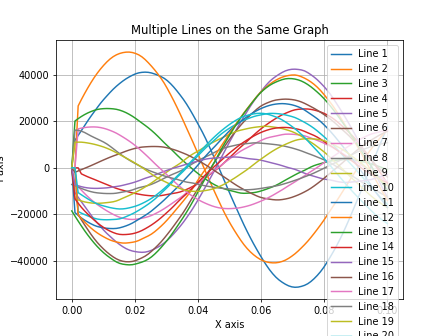 Multiple Lines on the Same Graph
40000
20000
0
−20000
−40000
0.00
0.02
0.04
0.06
X axis
Line 1
Line 2
Line 3
Line 4
Line 5
Line 6
Line 7
Line 8
Line 9
Line 10
Line 11
Line 12
Line 13
Line 14
Line 15
Line 16
Line 17
Line 18
Line 19